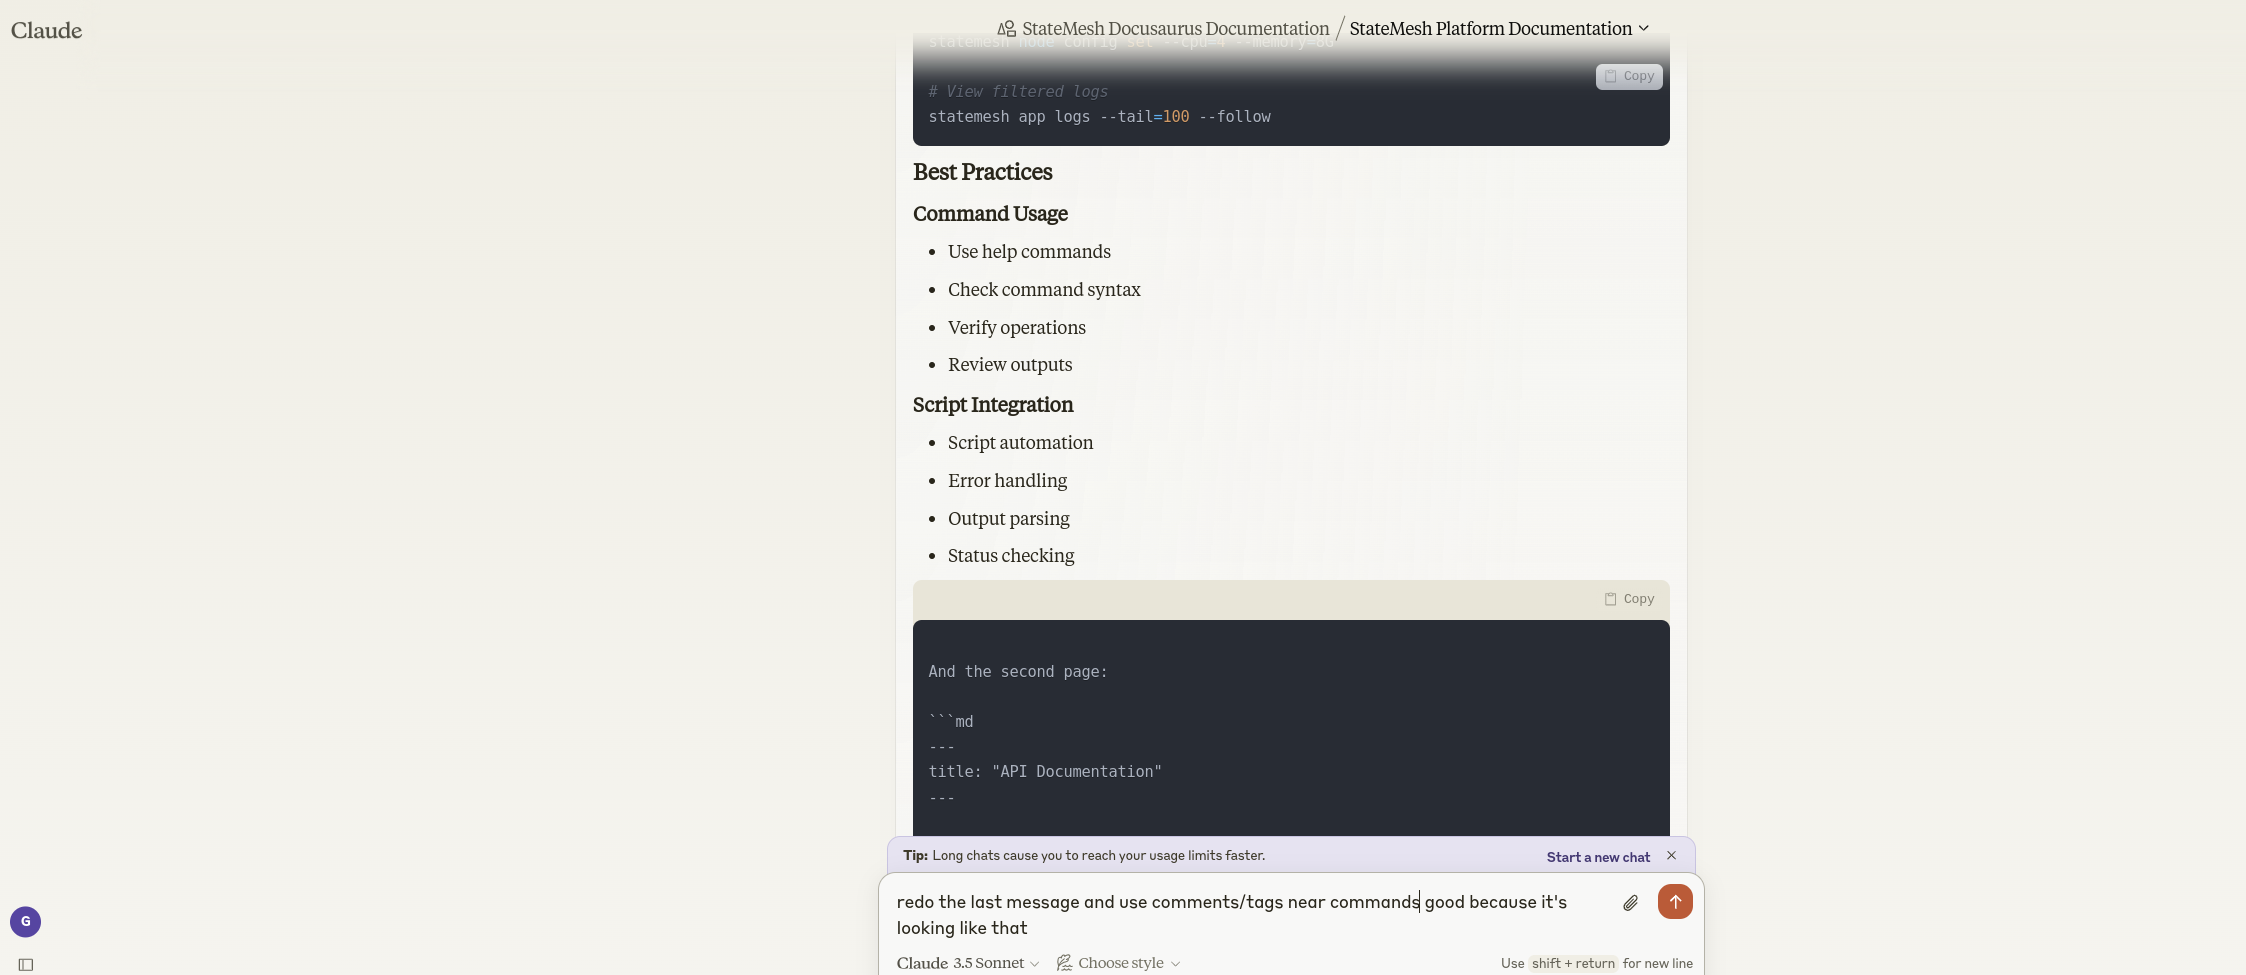 Claude
StateMesh Docusaurus Documentation / StateMesh Platform Documentation
statemesh node config set --cpu=4 --memory=8G
Copy
# View filtered logs
statemesh app logs --tail=100 --follow
Best Practices
Command Usage
• Use help commands
• Check command syntax
• Verify operations
• Review outputs
Script Integration
• Script automation
• Error handling
• Output parsing
• Status checking
Copy
And the second page:
```md
---
title: "API Documentation"
---
Tip: Long chats cause you to reach your usage limits faster. Start a new chat
redo the last message and use comments/tags near commands good because it's
looking like that
G
Claude 3.5 Sonnet Choose style Use shift + return for new line